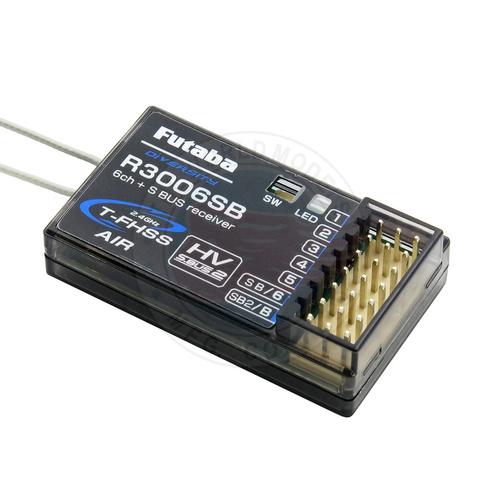 Futaba
DIVERSITY
R3006SB
6ch + S BUS receiver
2.4GHz
T-FHSS
AIR
HV
S.BUS2
SW
LED
1
2
3
4
5
SB/6
SB2/B